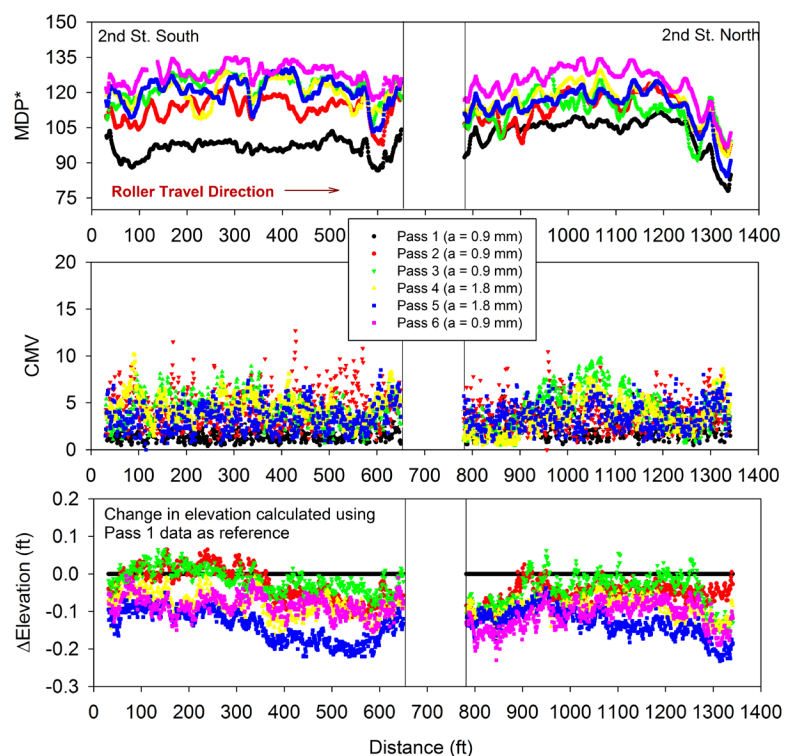 150
135
120
105
90
75
MDP*
2nd St. South
2nd St. North
Roller Travel Direction
0 100 200 300 400 500 1000 1100 1200 1300 1400
Pass 1 (a = 0.9 mm)
Pass 2 (a = 0.9 mm)
Pass 3 (a = 0.9 mm)
Pass 4 (a = 1.8 mm)
Pass 5 (a = 1.8 mm)
Pass 6 (a = 0.9 mm)
20
15
10
5
0
CMV
0 100 200 300 400 500 600 700 800 900 1000 1100 1200 1300 1400
0.2
0.1
0.0
-0.1
-0.2
-0.3
ΔElevation (ft)
Change in elevation calculated using
Pass 1 data as reference
0 100 200 300 400 500 600 700 800 900 1000 1100 1200 1300 1400
Distance (ft)